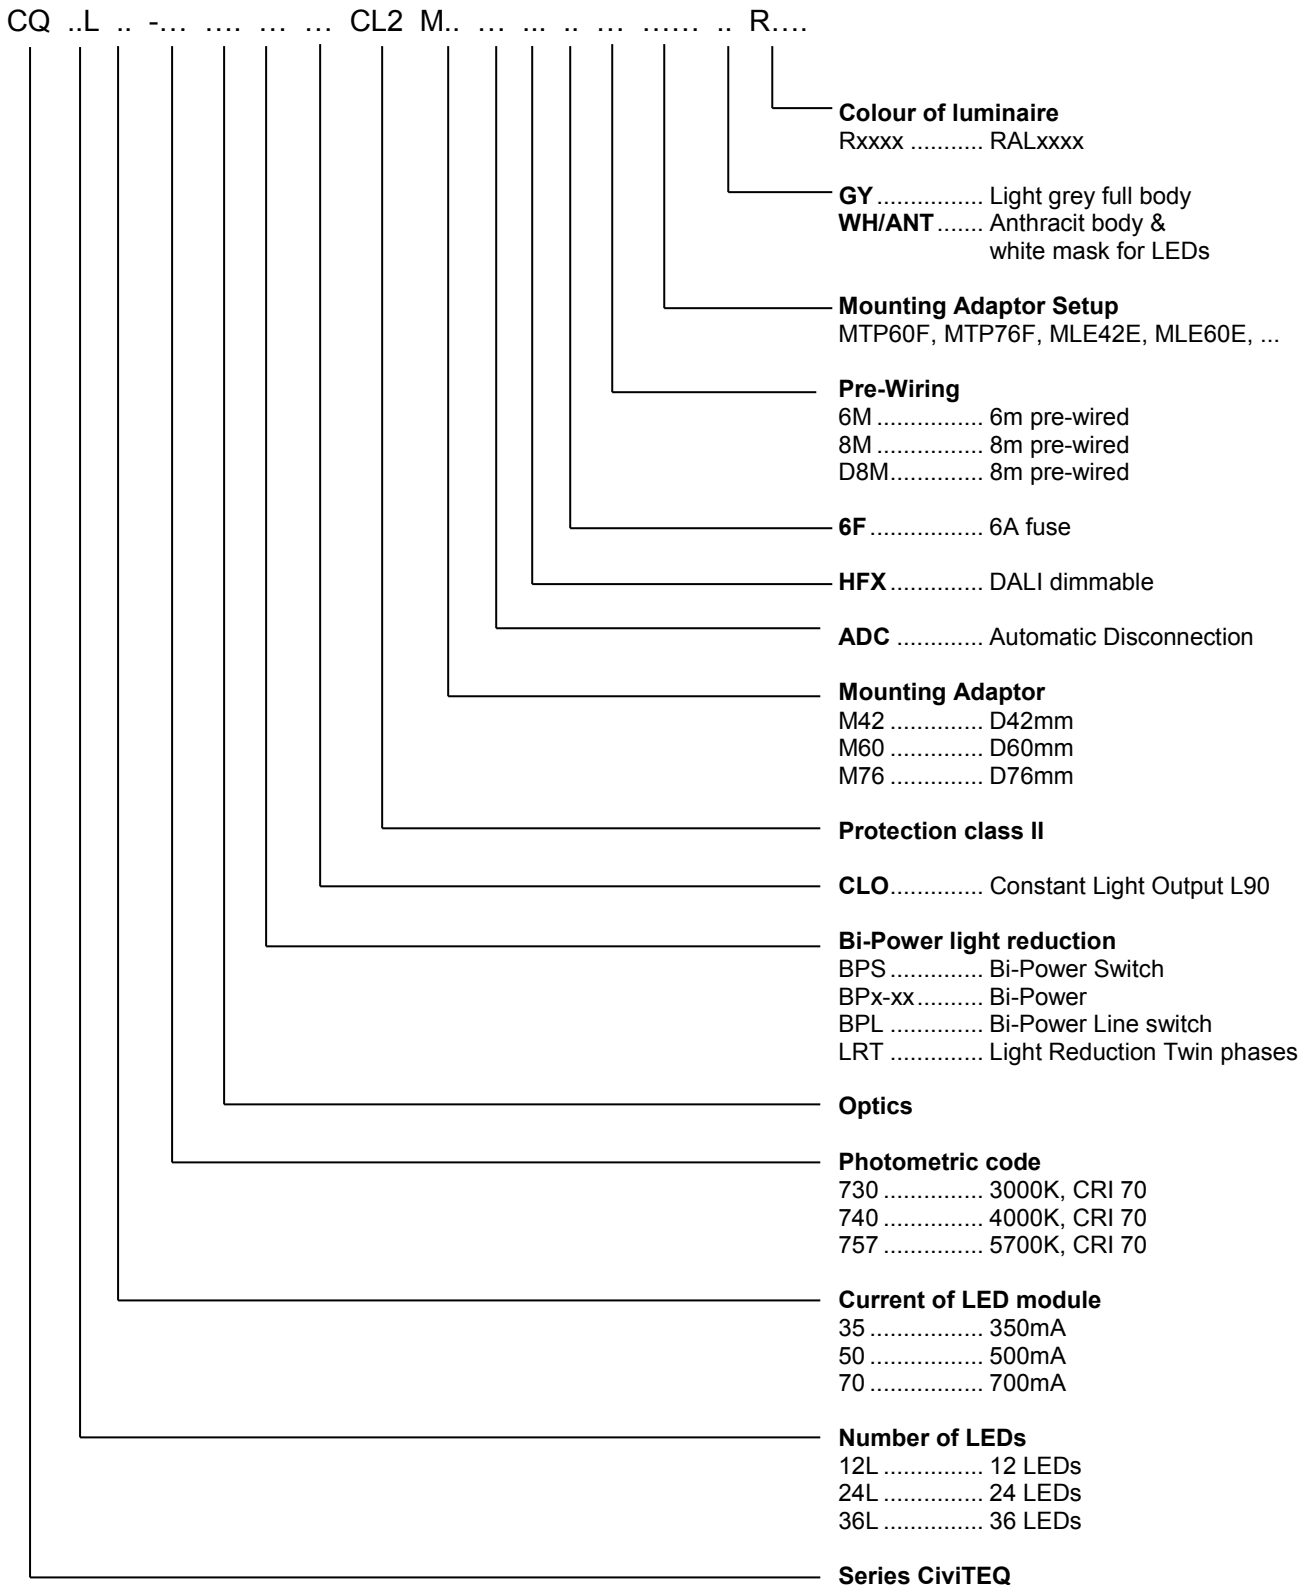 CQ ..L .. -... .... ... ... CL2 M.. ... ... .. ... ...... .. R....
Colour of luminaire
Rxxxx ........... RALxxxx
GY ............... Light grey full body
WH/ANT ....... Anthracit body &
white mask for LEDs
Mounting Adaptor Setup
MTP60F, MTP76F, MLE42E, MLE60E, ...
Pre-Wiring
6M ................ 6m pre-wired
8M ................ 8m pre-wired
D8M.............. 8m pre-wired
6F ................. 6A fuse
HFX .............. DALI dimmable
ADC ............. Automatic Disconnection
Mounting Adaptor
M42 .............. D42mm
M60 .............. D60mm
M76 .............. D76mm
Protection class II
CLO.............. Constant Light Output L90
Bi-Power light reduction
BPS .............. Bi-Power Switch
BPx-xx .......... Bi-Power
BPL .............. Bi-Power Line switch
LRT .............. Light Reduction Twin phases
Optics
Photometric code
730 ............... 3000K, CRI 70
740 ............... 4000K, CRI 70
757 ............... 5700K, CRI 70
Current of LED module
35 ................. 350mA
50 ................. 500mA
70 ................. 700mA
Number of LEDs
12L ............... 12 LEDs
24L ............... 24 LEDs
36L ............... 36 LEDs
Series CiviTEQ